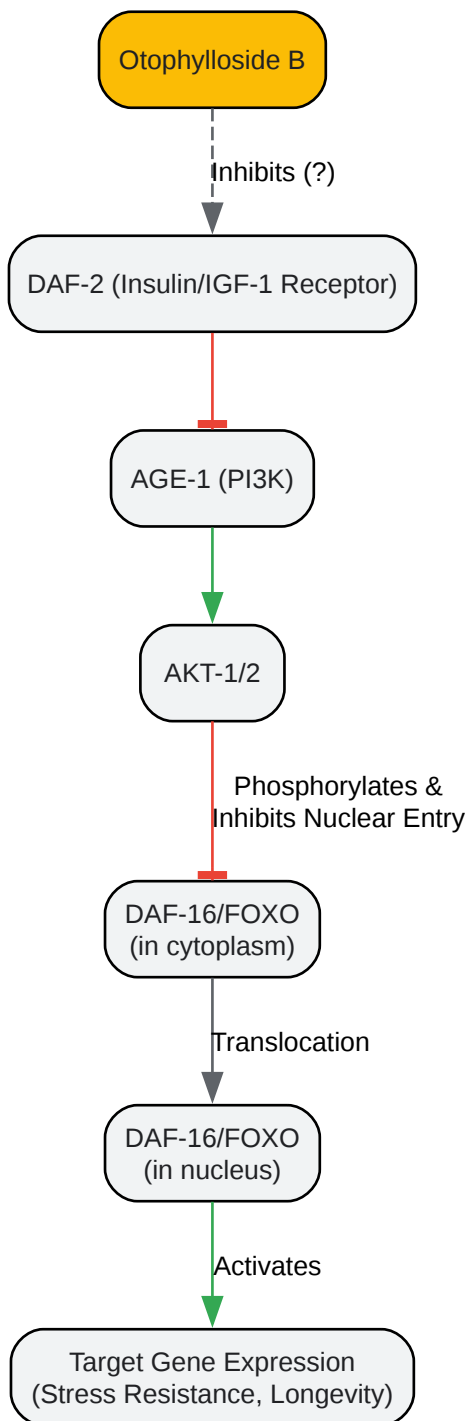 Otophylloside B
Inhibits (?)
DAF-2 (Insulin/IGF-1 Receptor)
AGE-1 (PI3K)
AKT-1/2
Phosphorylates &
Inhibits Nuclear Entry
DAF-16/FOXO
(in cytoplasm)
Translocation
DAF-16/FOXO
(in nucleus)
Activates
Target Gene Expression
(Stress Resistance, Longevity)